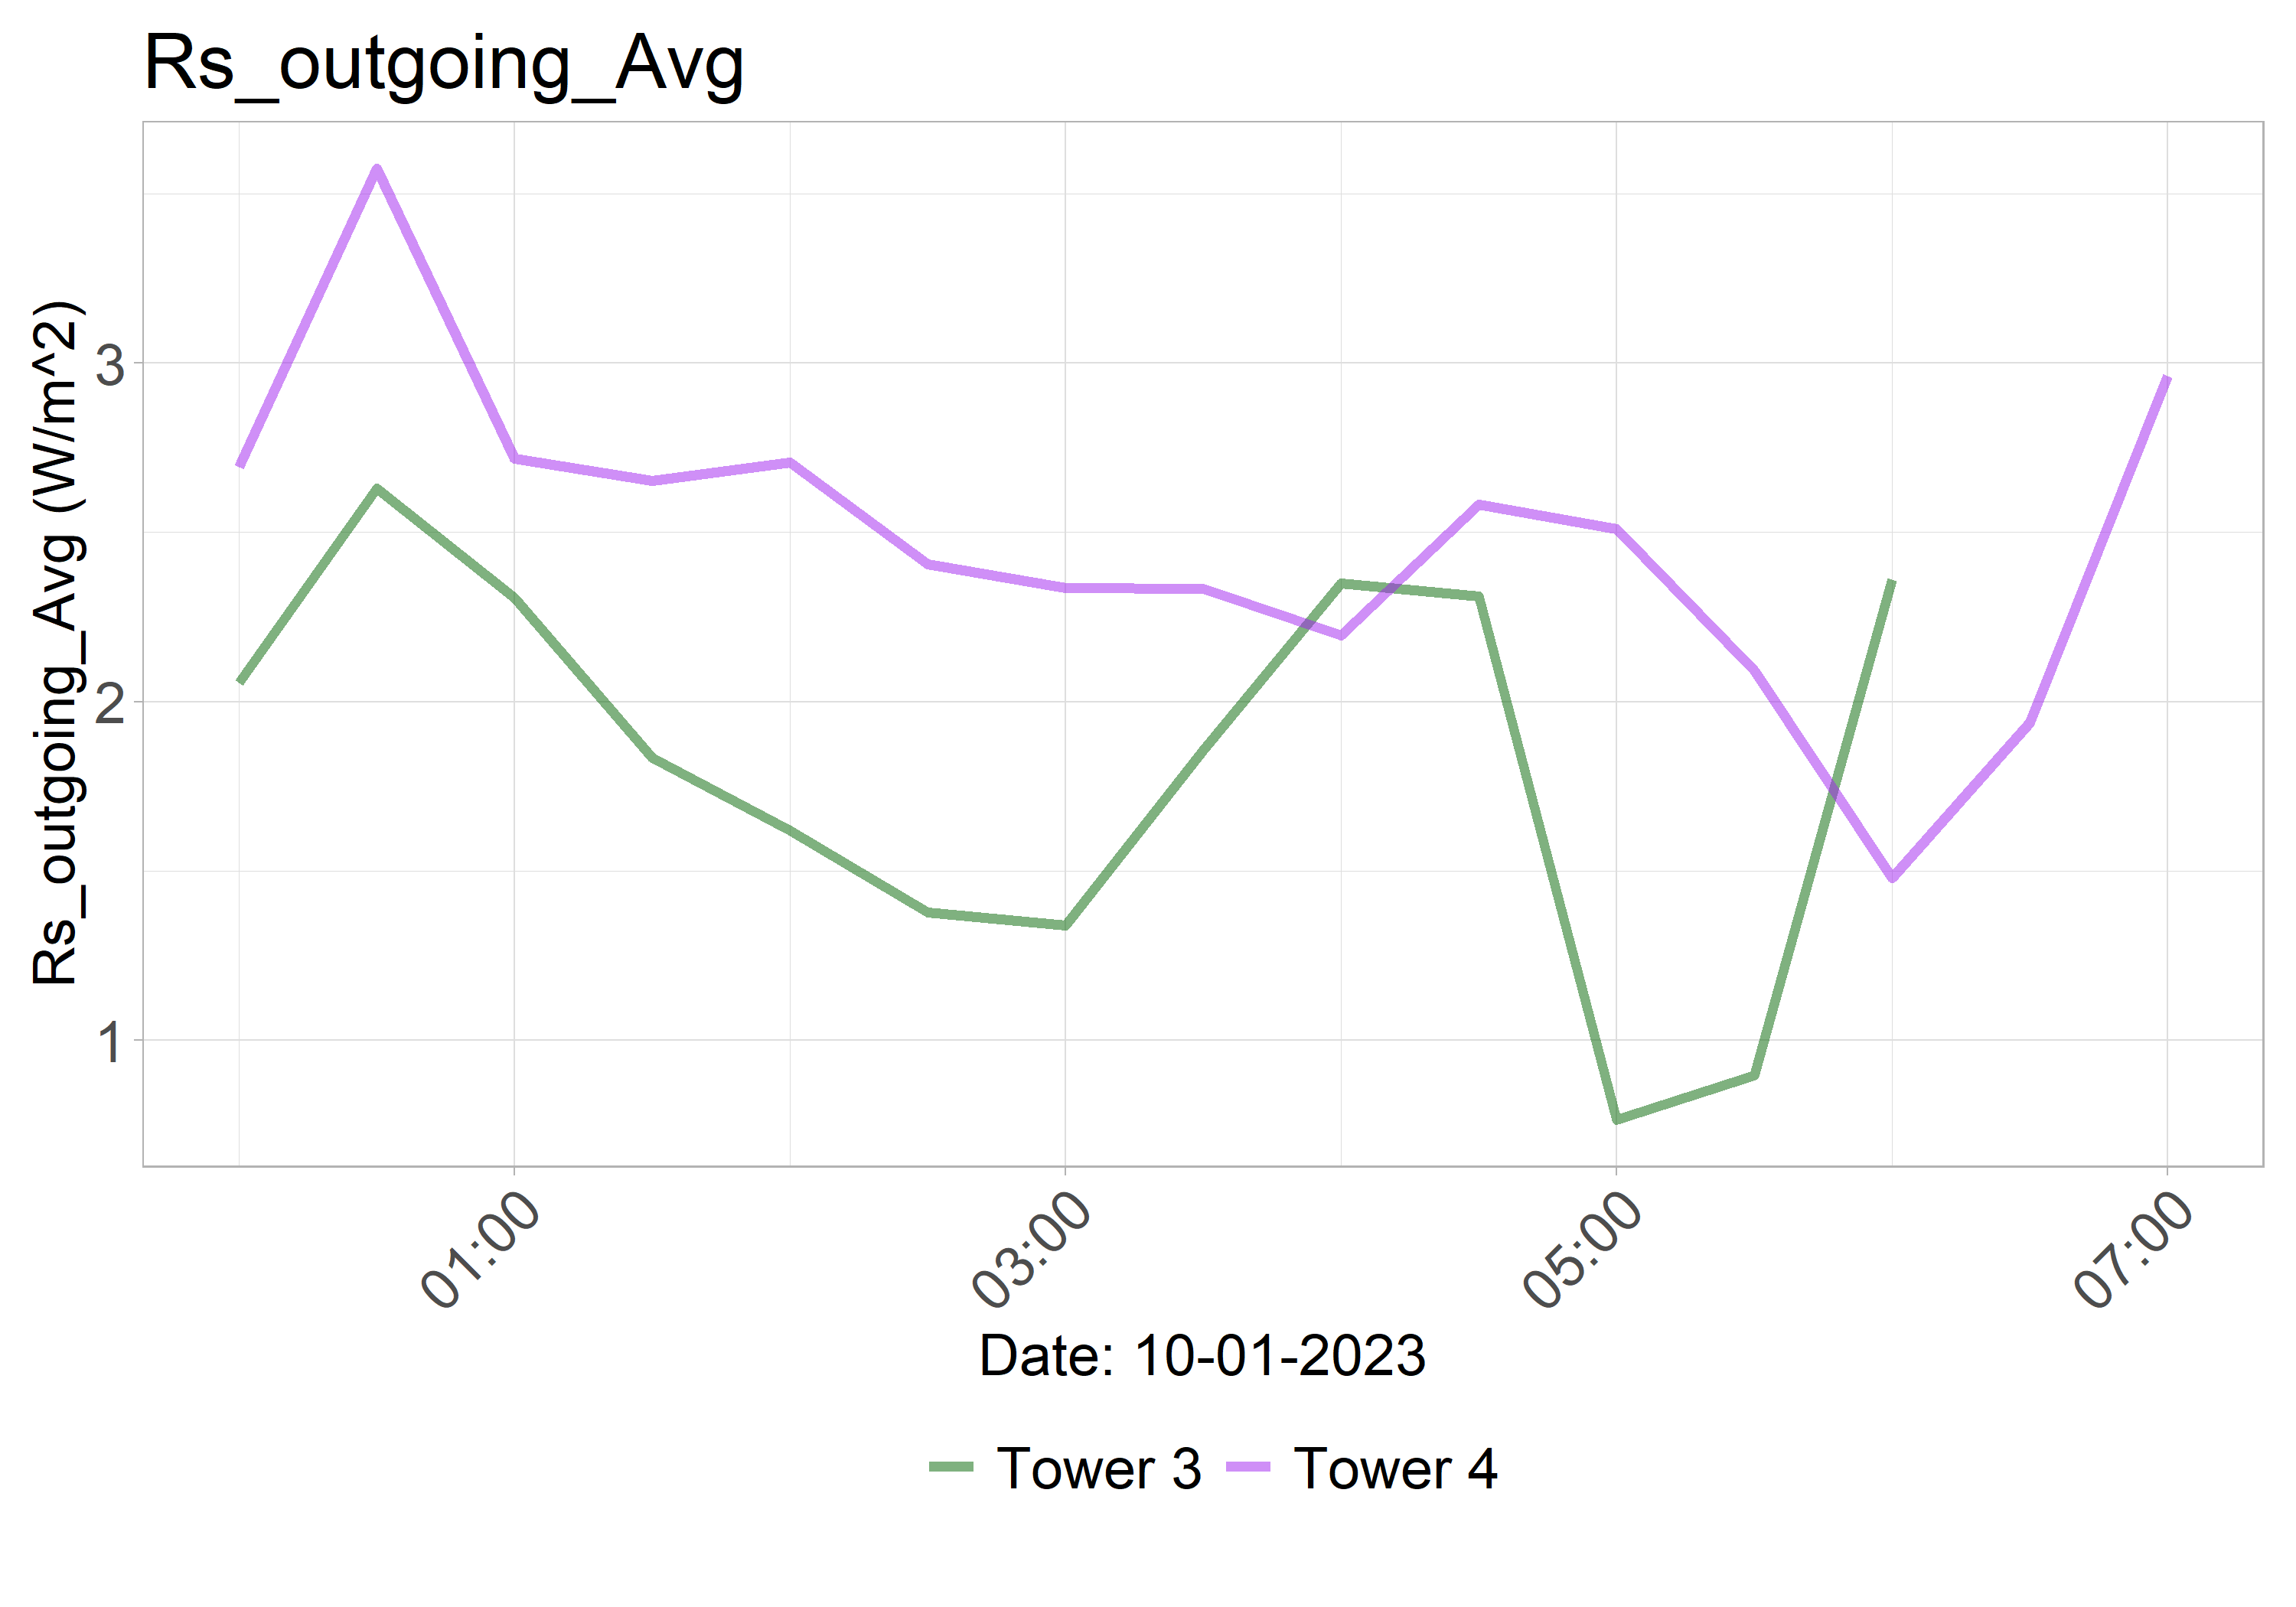 Rs_outgoing_Avg
Rs_outgoing_Avg (W/m^2)
3
2
1
01:00
03:00
05:00
07:00
Date: 10-01-2023
Tower 3
Tower 4